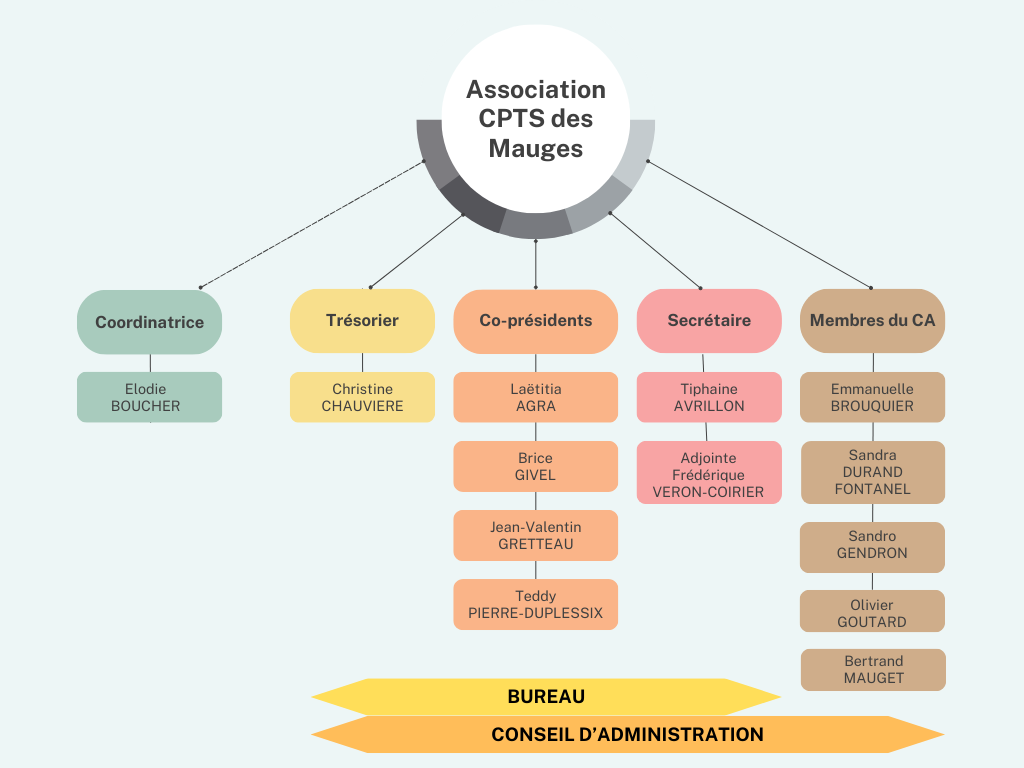 Association
CPTS des
Mauges
Coordinatrice
Elodie
BOUCHER
Trésorier
Christine
CHAUVIERE
Co-présidents
Laëtitia
AGRA
Brice
GIVEL
Jean-Valentin
GRETTEAU
Teddy
PIERRE-DUPLESSIX
Secrétaire
Tiphaine
AVRILLON
Adjointe
Frédérique
VERON-COIRIER
Membres du CA
Emmanuelle
BROUQUIER
Sandra
DURAND
FONTANEL
Sandro
GENDRON
Olivier
GOUTARD
Bertrand
MAUGET
BUREAU
CONSEIL D’ADMINISTRATION